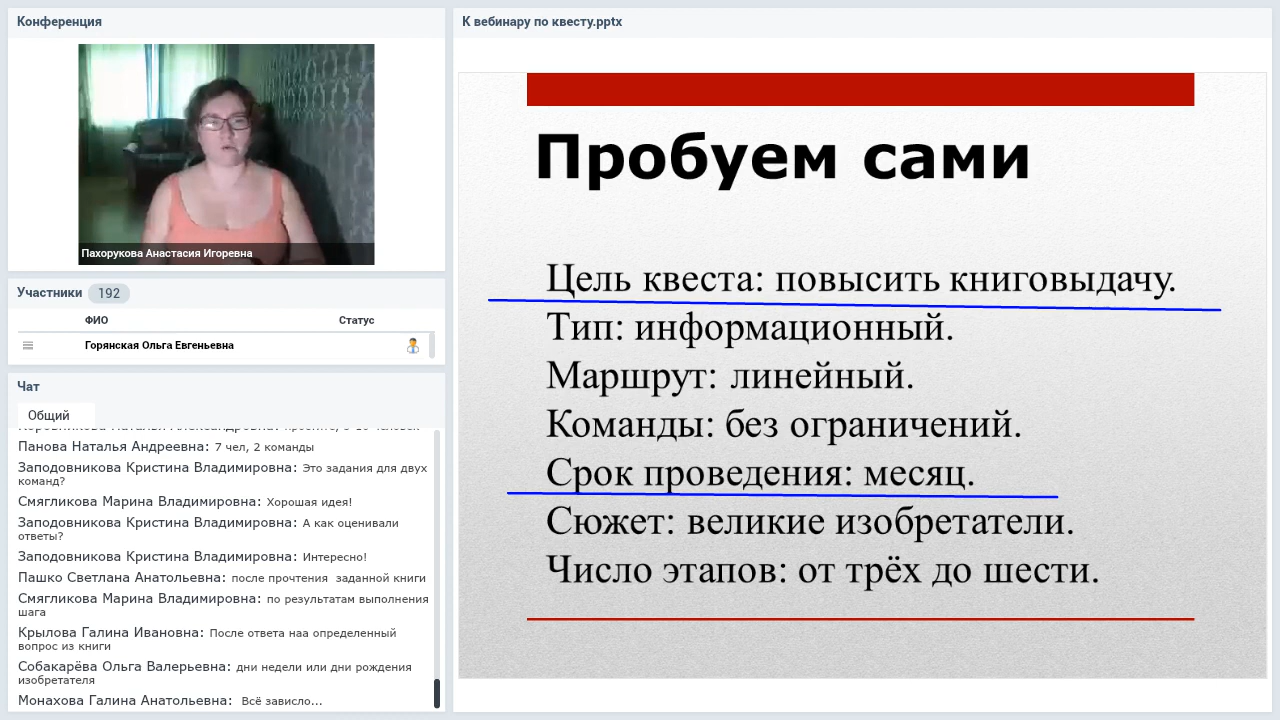 Конференция
Пахорукова Анастасия Игоревна
Участники 192
ФИО Статус
Горянская Ольга Евгеньевна
Чат
Общий
Панова Наталья Андреевна: 7 чел, 2 команды
Заподовникова Кристина Владимировна: Это задания для двух
команд?
Смягликова Марина Владимировна: Хорошая идея!
Заподовникова Кристина Владимировна: А как оценивали
ответы?
Заподовникова Кристина Владимировна: Интересно!
Пашко Светлана Анатольевна: после прочтения заданной книги
Смягликова Марина Владимировна: по результатам выполнения
шага
Крылова Галина Ивановна: После ответа наа определенный
вопрос из книги
Собакарёва Ольга Валерьевна: дни недели или дни рождения
изобретателя
Монахова Галина Анатольевна: Всё зависло...
К вебинару по квесту.pptx
Пробуем сами
Цель квеста: повысить книговыдачу.
Тип: информационный.
Маршрут: линейный.
Команды: без ограничений.
Срок проведения: месяц.
Сюжет: великие изобретатели.
Число этапов: от трёх до шести.